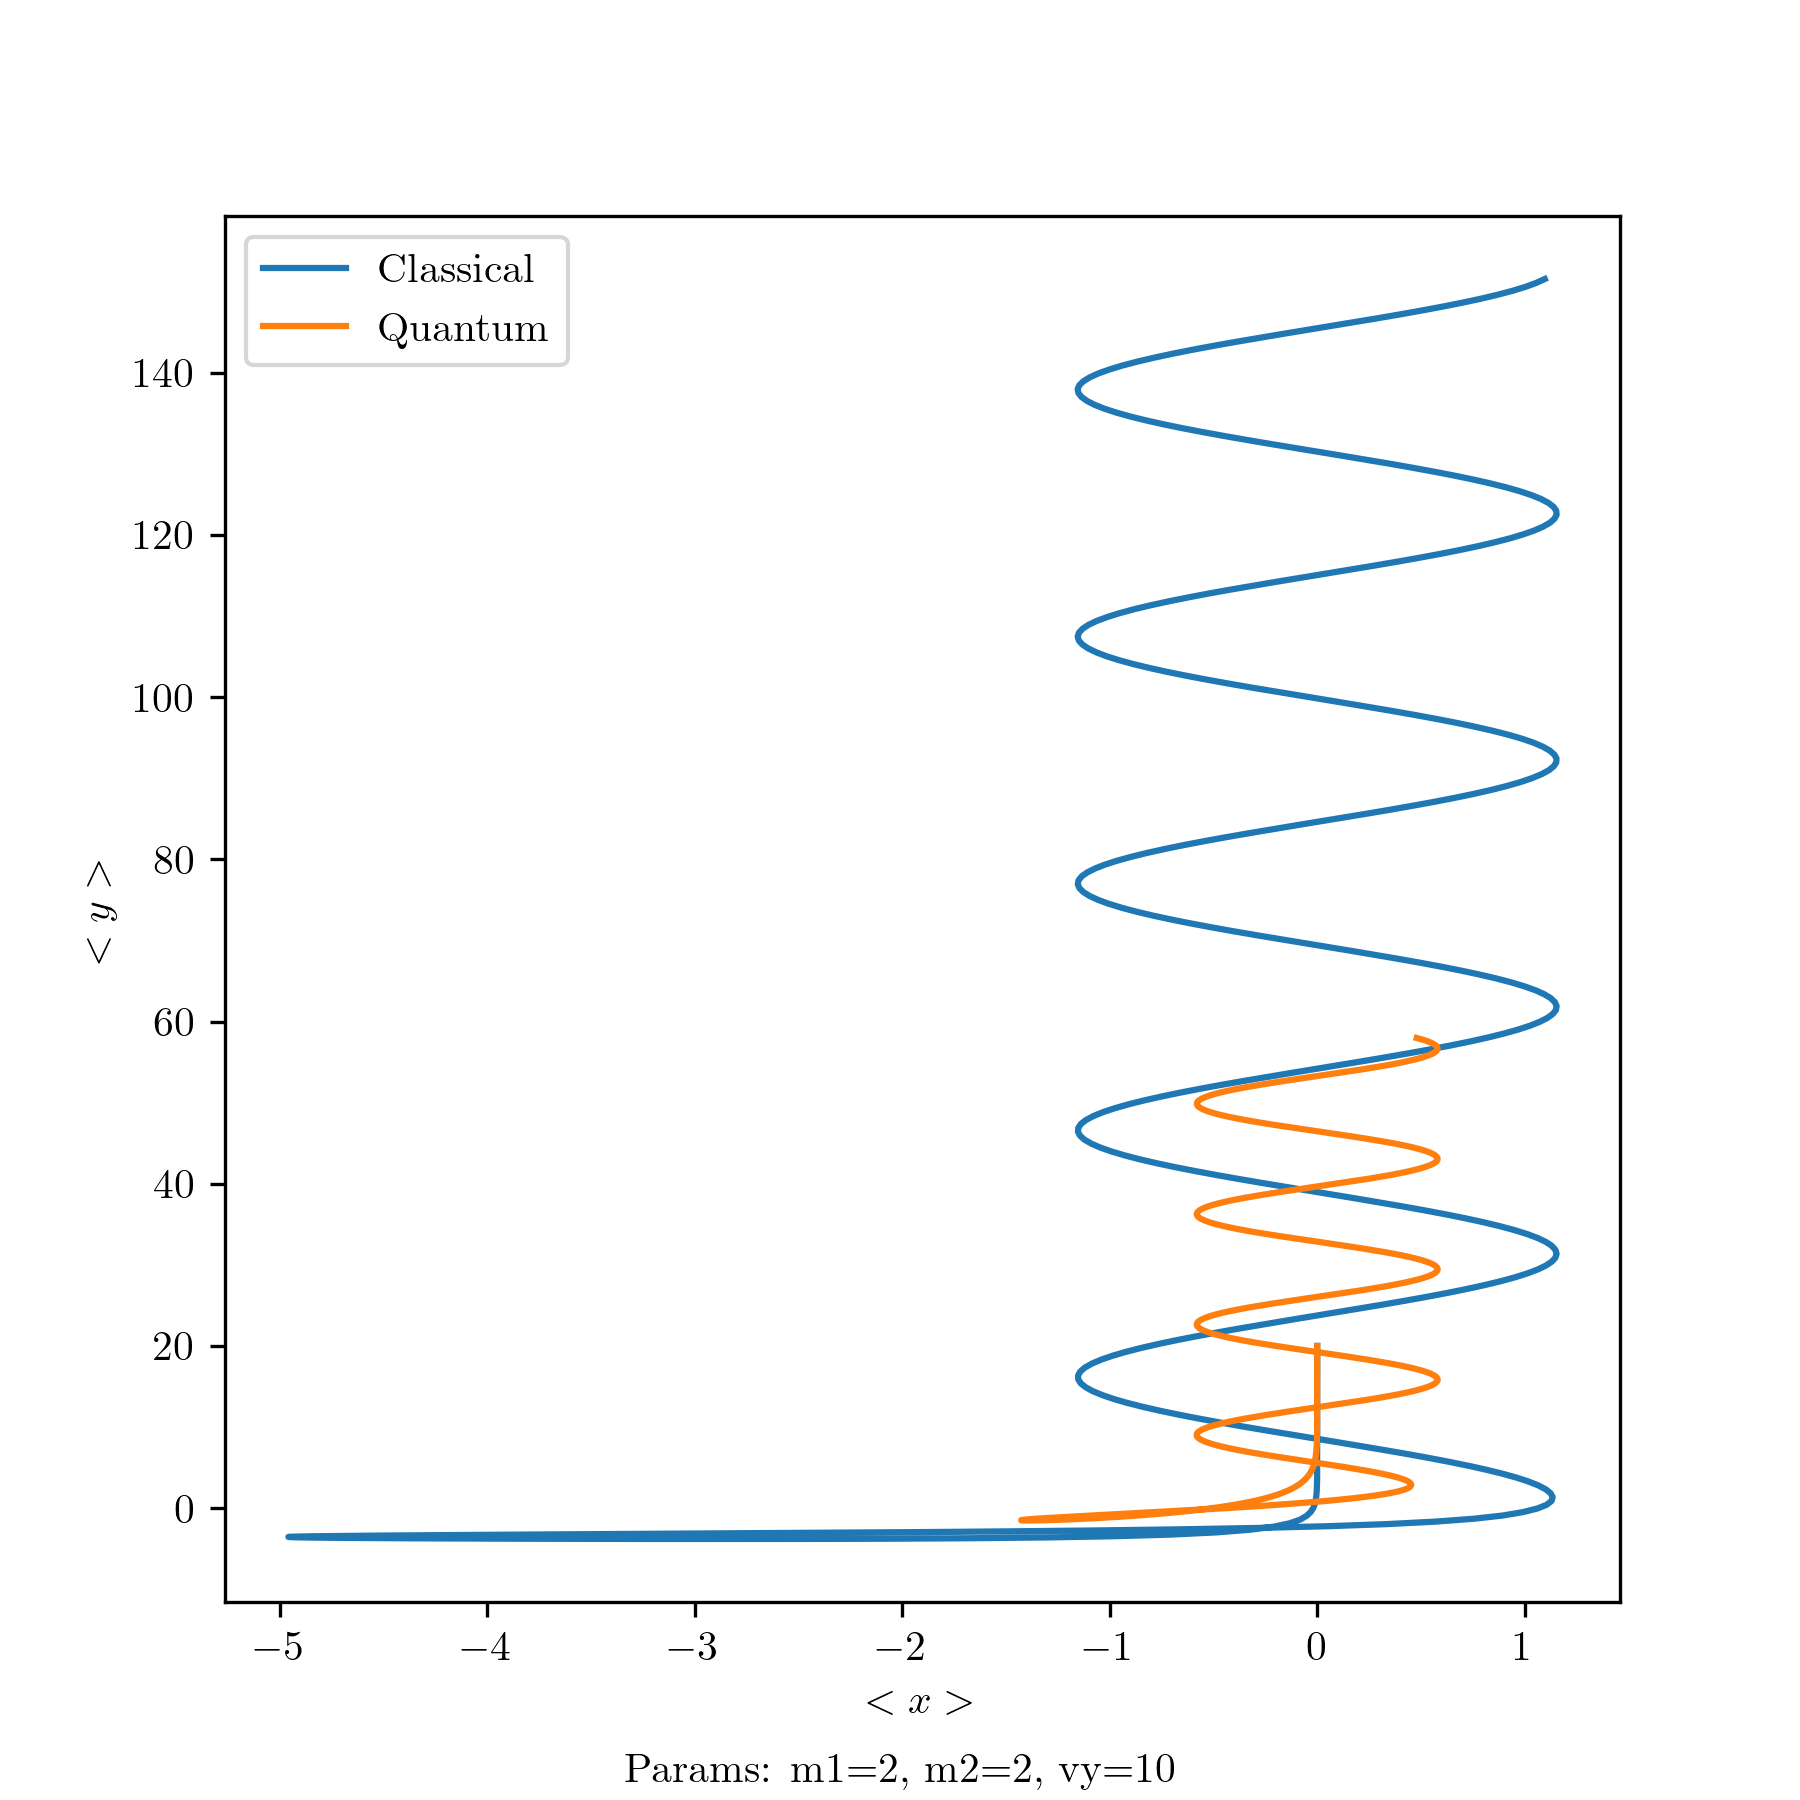 Classical
Quantum
140
120
100
80
60
40
20
0
< y >
−5 −4 −3 −2 −1 0 1
< x >
Params: m1=2, m2=2, vy=10